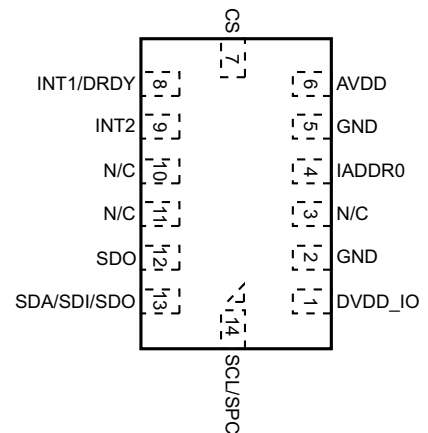 CS
7
INT1/DRDY 8 6 AVDD
INT2 9 5 GND
N/C 10 4 IADDR0
N/C 11 3 N/C
SDO 12 2 GND
SDA/SDI/SDO 13 1 DVDD_IO
14
SCL/SPC